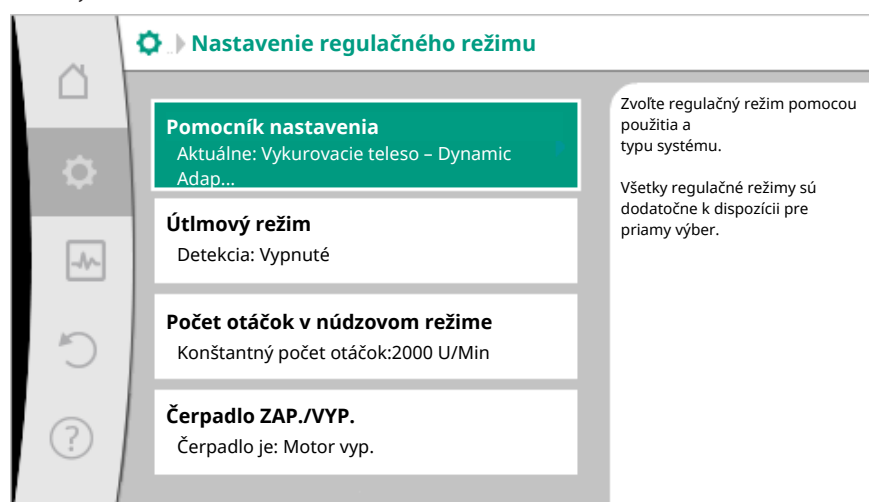 Nastavenie regulačného režimu
Pomocník nastavenia
Aktuálne: Vykurovacie teleso – Dynamic
Adap...
Útlmový režim
Detekcia: Vypnuté
Počet otáčok v núdzovom režime
Konštantný počet otáčok:2000 U/Min
Čerpadlo ZAP./VYP.
Čerpadlo je: Motor vyp.
Zvoľte regulačný režim pomocou
použitia a
typu systému.
Všetky regulačné režimy sú
dodatočne k dispozícii pre
priamy výber.